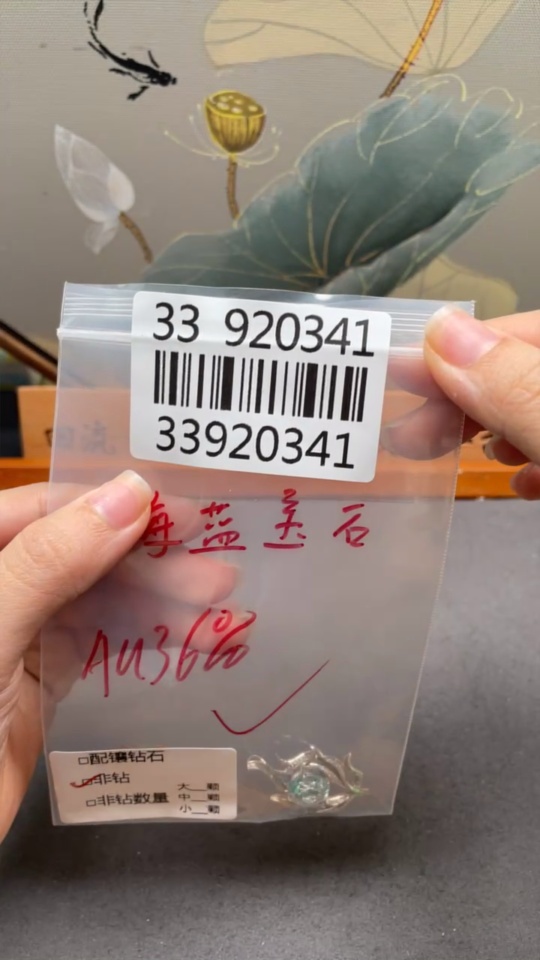 33 920341
33920341
海蓝宝石
Au36%
□配镶钻石
□非钻
□非钻数量
大__颗
中__颗
小__颗